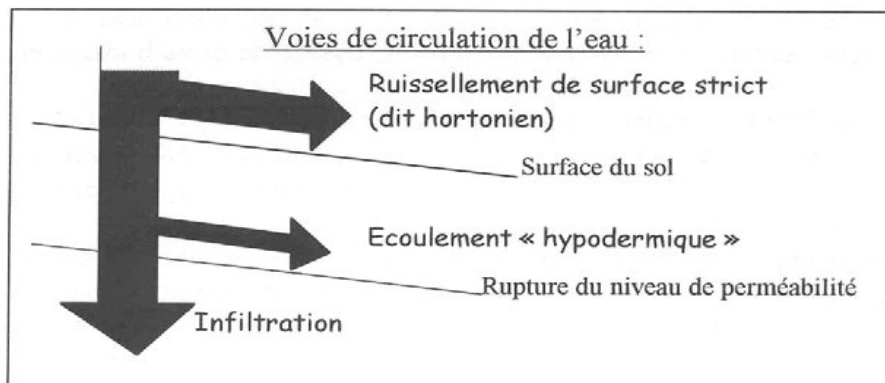 Voies de circulation de l'eau :
Ruissellement de surface strict
(dit hortonien)
Surface du sol
Ecoulement « hypodermique »
Rupture du niveau de perméabilité
Infiltration